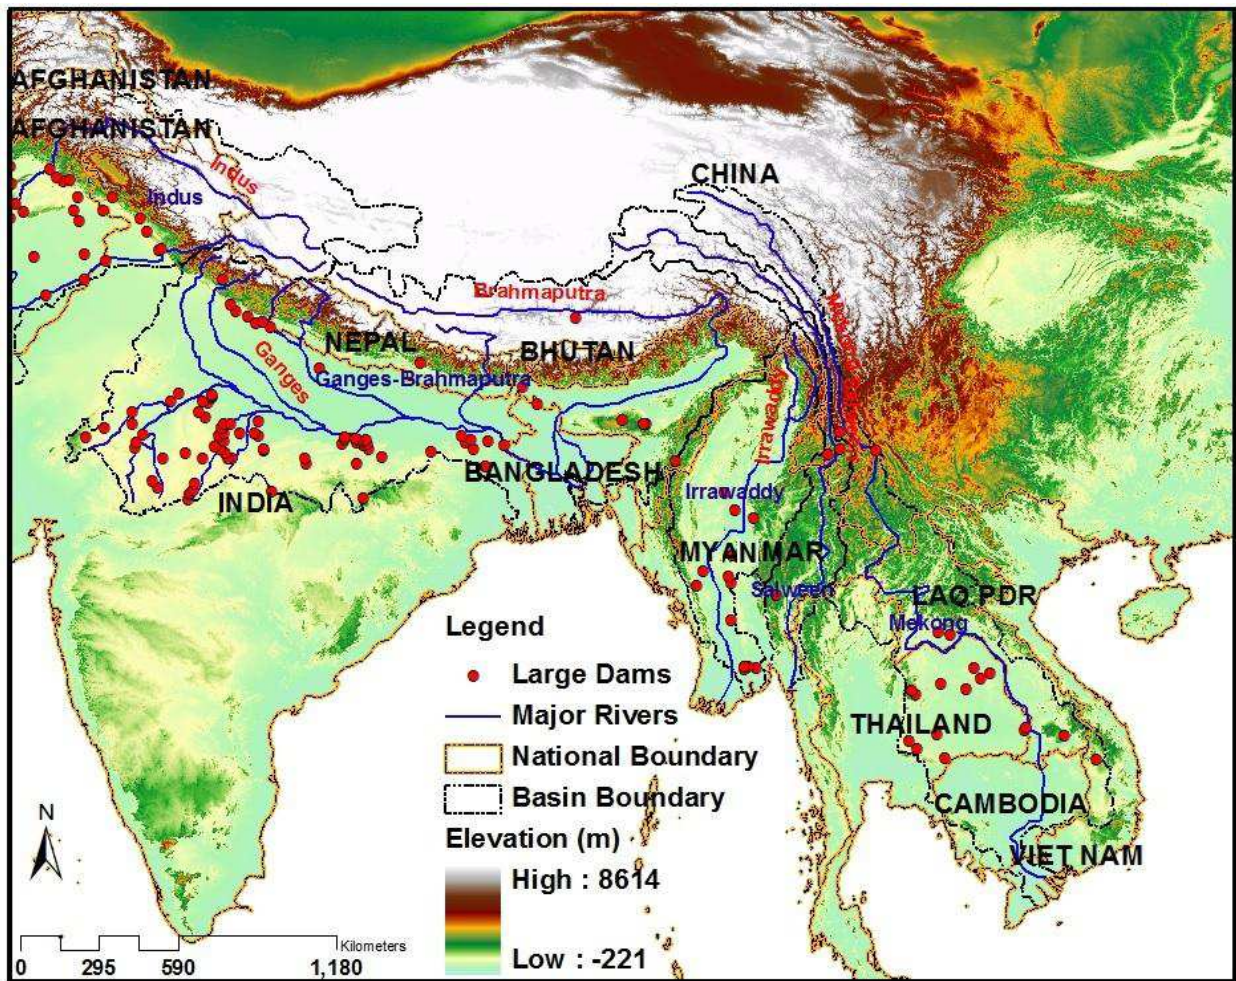 AFGHANISTAN
AFGHANISTAN
Indus
Indus
CHINA
Brahmaputra
NEPAL
BHUTAN
Ganges
Ganges-Brahmaputra
Irrawaddy
BANGLADESH
INDIA
Irrawaddy
MYANMAR
Salween
LAO PDR
Mekong
THAILAND
CAMBODIA
VIET NAM
Legend
Large Dams
Major Rivers
National Boundary
Basin Boundary
Elevation (m)
High : 8614
Low : -221
N
Kilometers
0 295 590 1,180